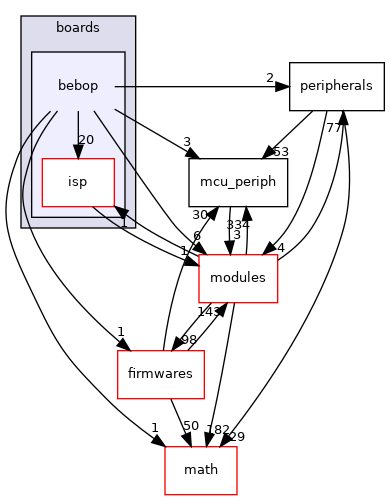 boards
bebop
2
peripherals
20
3
53
77
isp
mcu_periph
1
30
334
3
6
1
4
modules
143
98
1
firmwares
50
182
29
1
math